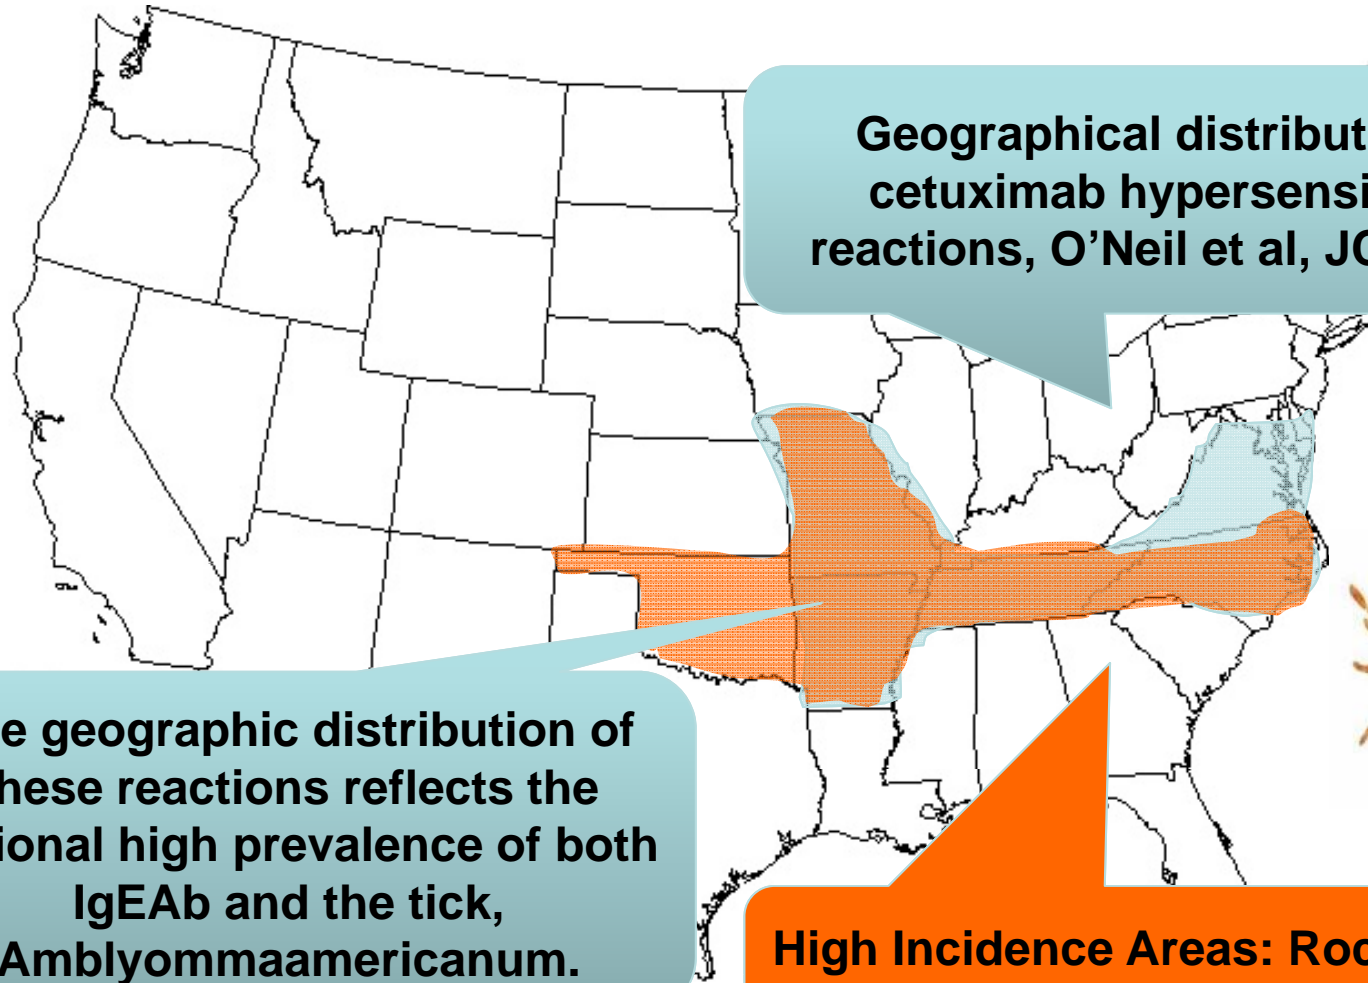 Geographical distribut
cetuximab hypersensi
reactions, O’Neil et al, JC
e geographic distribution of
hese reactions reflects the
ional high prevalence of both
IgEAb and the tick,
Amblyommaamericanum.
High Incidence Areas: Roc